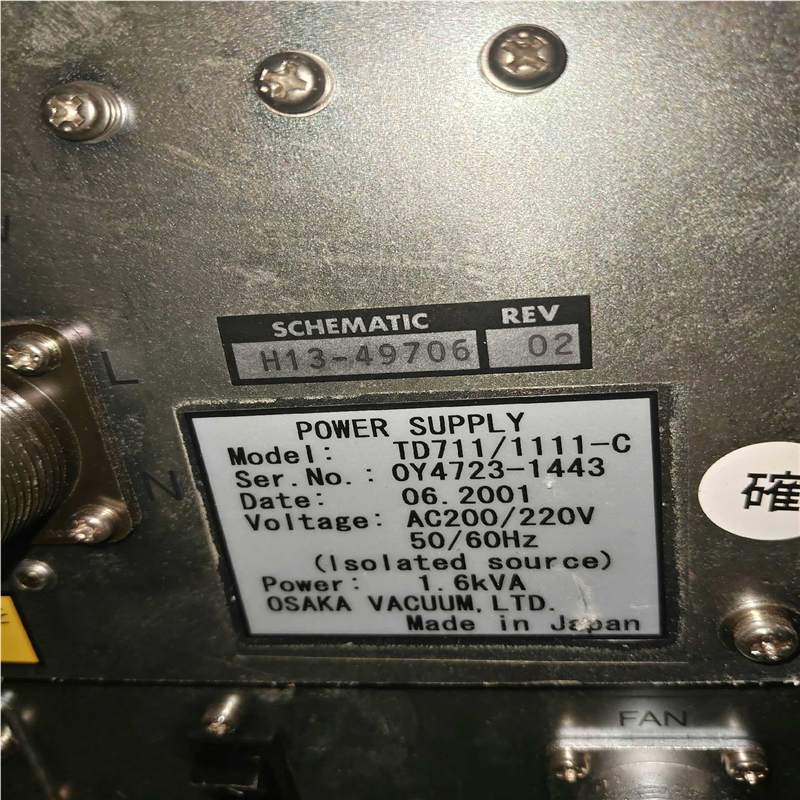 SCHEMATIC REV
H13-49706 02
POWER SUPPLY
Model: TD711/1111-C
Ser.No.: 0Y4723-1443
Date: 06.2001
Voltage: AC200/220V
50/60Hz
(Isolated source)
Power: 1.6kVA
OSAKA VACUUM,LTD.
Made in Japan
L
N
確
FAN